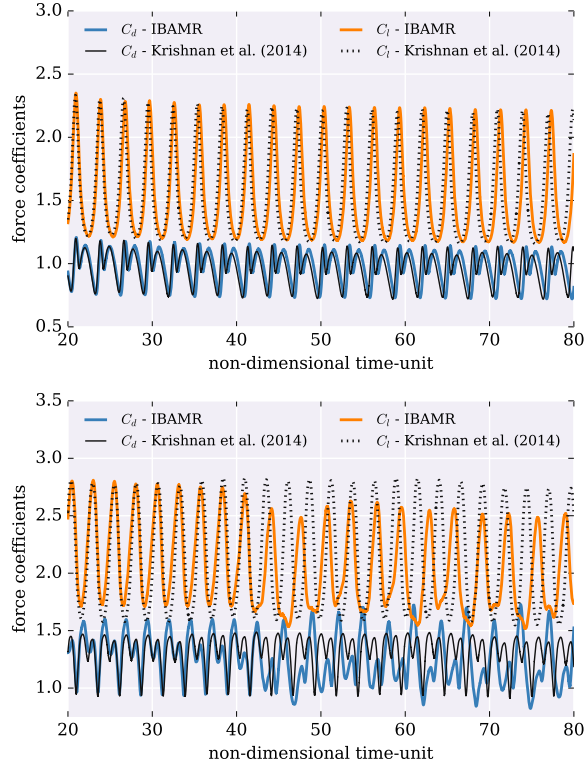 3.0
C_d - IBAMR C_l - IBAMR
C_d - Krishnan et al. (2014) C_l - Krishnan et al. (2014)
2.5
2.0
1.5
1.0
0.5
force coefficients
20 30 40 50 60 70 80
non-dimensional time-unit
3.5
C_d - IBAMR C_l - IBAMR
C_d - Krishnan et al. (2014) C_l - Krishnan et al. (2014)
3.0
2.5
2.0
1.5
1.0
force coefficients
20 30 40 50 60 70 80
non-dimensional time-unit